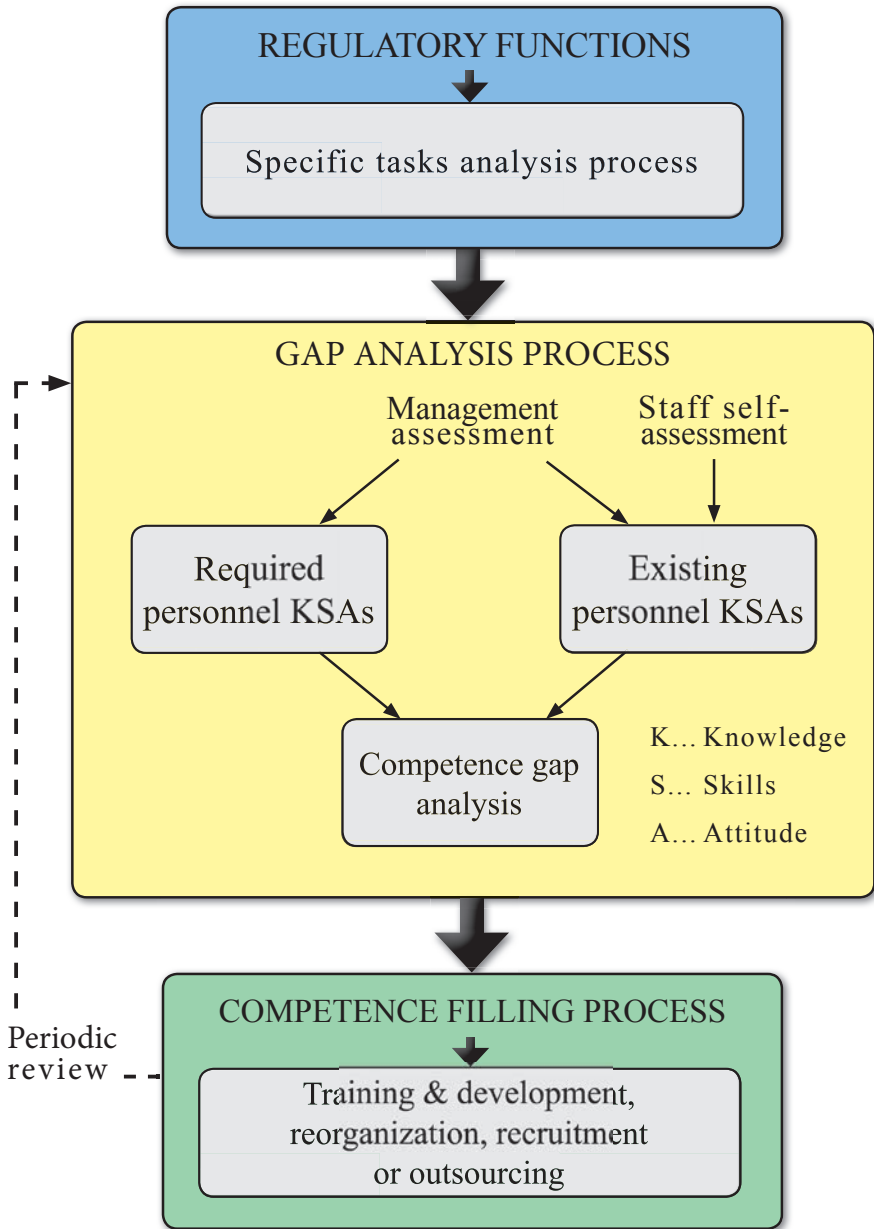 REGULATORY FUNCTIONS
Specific tasks analysis process
GAP ANALYSIS PROCESS
Management
assessment
Staff self-
assessment
Required
personnel KSAs
Existing
personnel KSAs
Competence gap
analysis
K... Knowledge
S... Skills
A... Attitude
COMPETENCE FILLING PROCESS
Periodic
review
Training & development,
reorganization, recruitment
or outsourcing